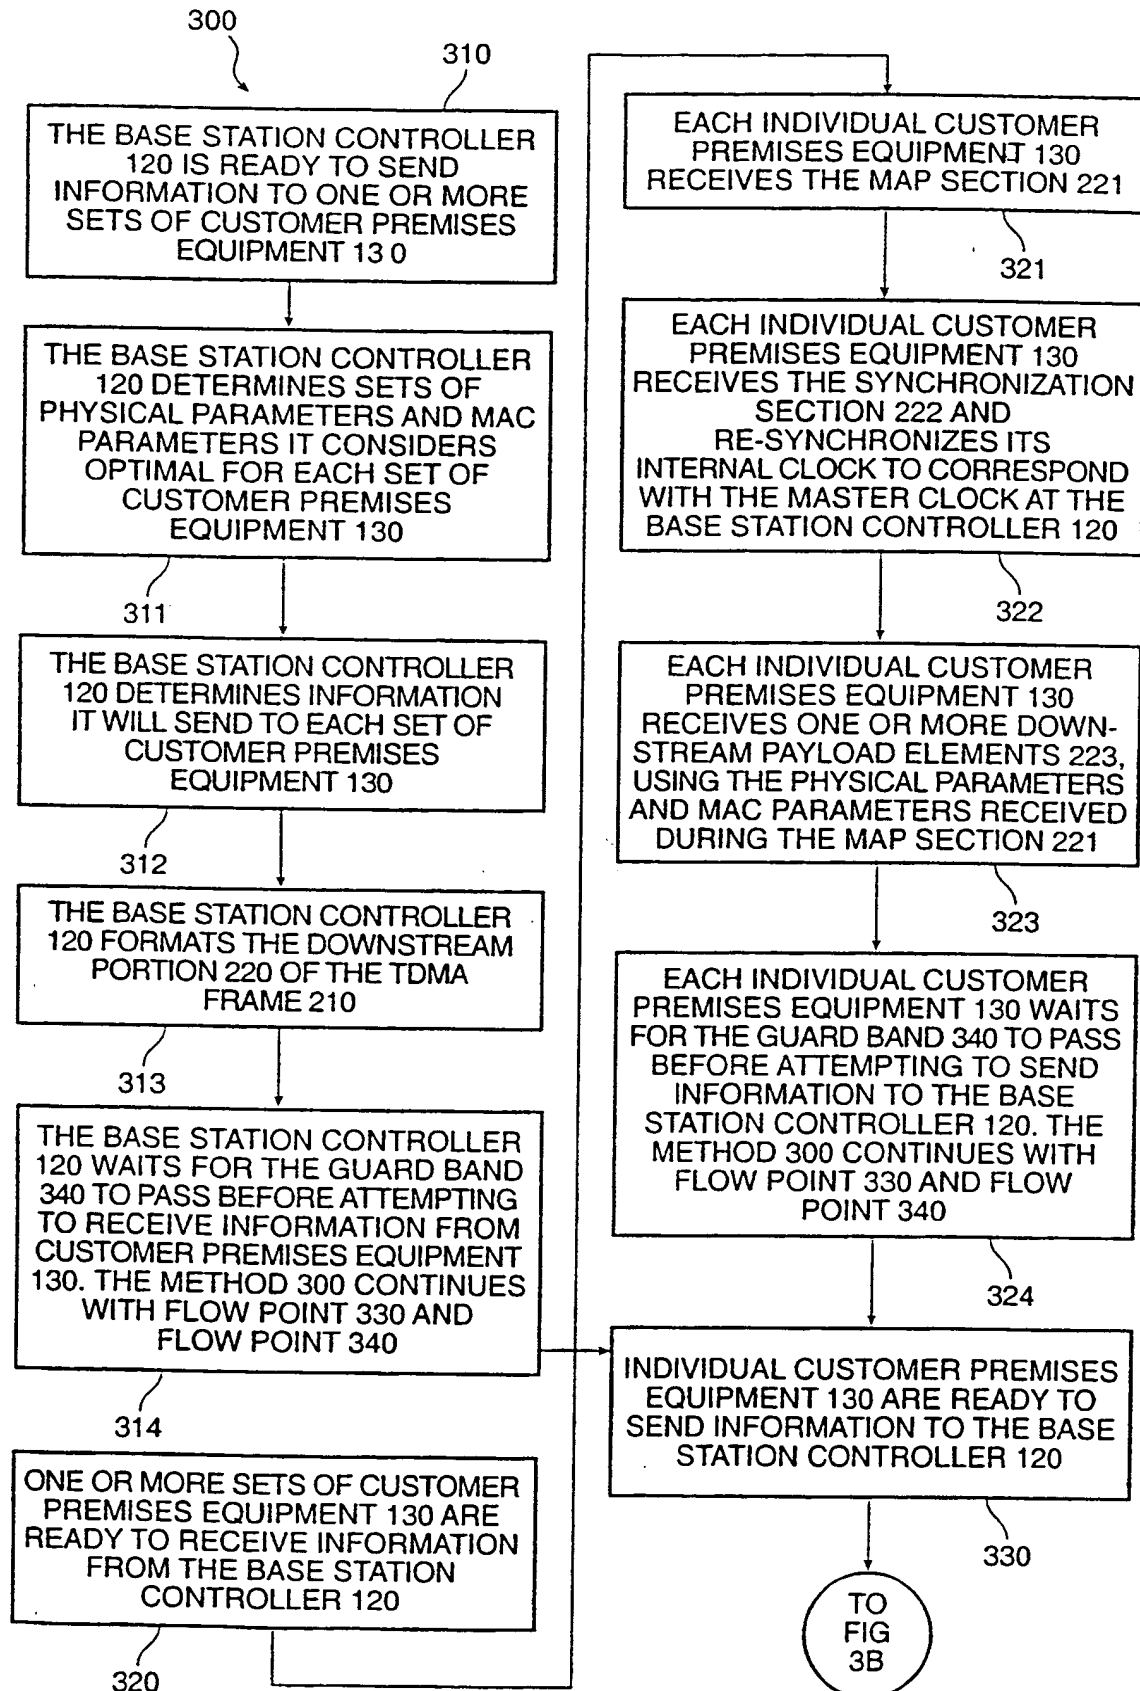 300
310
THE BASE STATION CONTROLLER
120 IS READY TO SEND
INFORMATION TO ONE OR MORE
SETS OF CUSTOMER PREMISES
EQUIPMENT 13 0
THE BASE STATION CONTROLLER
120 DETERMINES SETS OF
PHYSICAL PARAMETERS AND MAC
PARAMETERS IT CONSIDERS
OPTIMAL FOR EACH SET OF
CUSTOMER PREMISES
EQUIPMENT 130
311
THE BASE STATION CONTROLLER
120 DETERMINES INFORMATION
IT WILL SEND TO EACH SET OF
CUSTOMER PREMISES
EQUIPMENT 130
312
THE BASE STATION CONTROLLER
120 FORMATS THE DOWNSTREAM
PORTION 220 OF THE TDMA
FRAME 210
313
THE BASE STATION CONTROLLER
120 WAITS FOR THE GUARD BAND
340 TO PASS BEFORE ATTEMPTING
TO RECEIVE INFORMATION FROM
CUSTOMER PREMISES EQUIPMENT
130. THE METHOD 300 CONTINUES
WITH FLOW POINT 330 AND
FLOW POINT 340
314
ONE OR MORE SETS OF CUSTOMER
PREMISES EQUIPMENT 130 ARE
READY TO RECEIVE INFORMATION
FROM THE BASE STATION
CONTROLLER 120
320
EACH INDIVIDUAL CUSTOMER
PREMISES EQUIPMENT 130
RECEIVES THE MAP SECTION 221
321
EACH INDIVIDUAL CUSTOMER
PREMISES EQUIPMENT 130
RECEIVES THE SYNCHRONIZATION
SECTION 222 AND
RE-SYNCHRONIZES ITS
INTERNAL CLOCK TO CORRESPOND
WITH THE MASTER CLOCK AT THE
BASE STATION CONTROLLER 120
322
EACH INDIVIDUAL CUSTOMER
PREMISES EQUIPMENT 130
RECEIVES ONE OR MORE DOWN-
STREAM PAYLOAD ELEMENTS 223,
USING THE PHYSICAL PARAMETERS
AND MAC PARAMETERS RECEIVED
DURING THE MAP SECTION 221
323
EACH INDIVIDUAL CUSTOMER
PREMISES EQUIPMENT 130 WAITS
FOR THE GUARD BAND 340 TO PASS
BEFORE ATTEMPTING TO SEND
INFORMATION TO THE BASE
STATION CONTROLLER 120. THE
METHOD 300 CONTINUES WITH
FLOW POINT 330 AND FLOW
POINT 340
324
INDIVIDUAL CUSTOMER PREMISES
EQUIPMENT 130 ARE READY TO
SEND INFORMATION TO THE BASE
STATION CONTROLLER 120
330
TO
FIG
3B